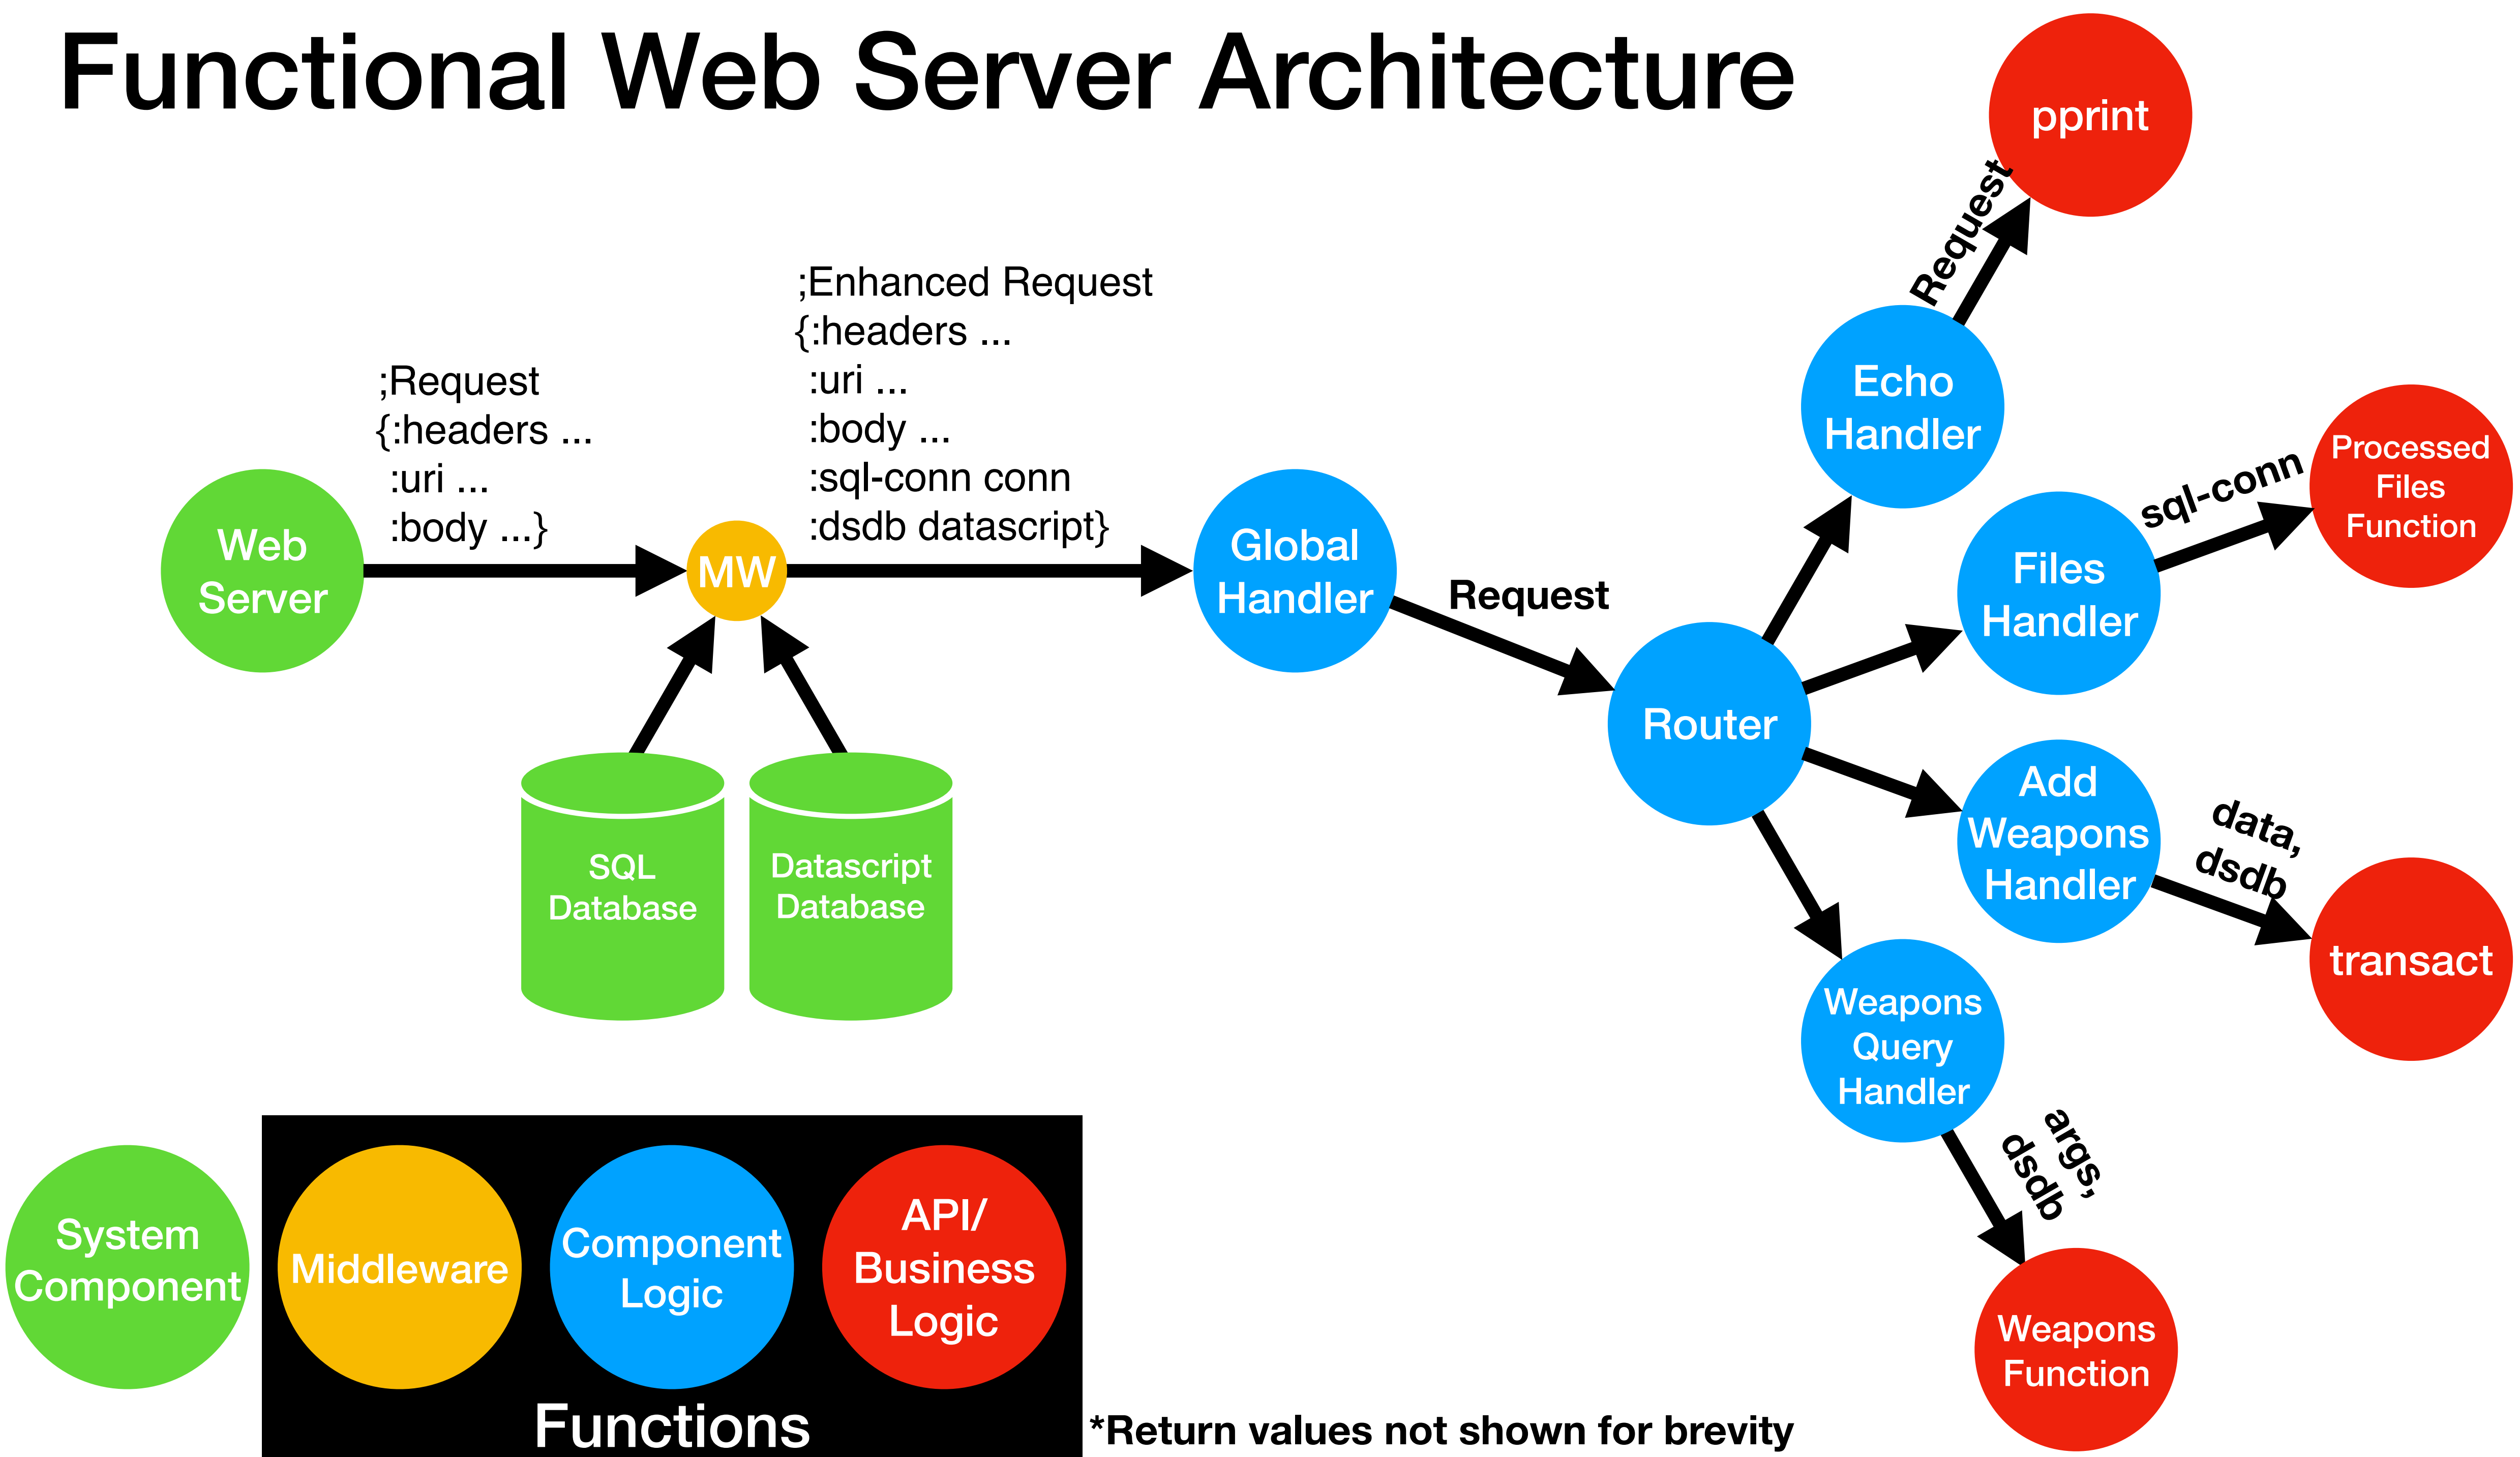 Functional Web Server Architecture
pprint
Request
;Enhanced Request
{:headers ...
:uri ...
:body ...
:sql-conn conn
:dsdb datascript}
;Request
{:headers ...
:uri ...
:body ...}
Web
Server
MW
Global
Handler
Request
Router
Echo
Handler
Files
Handler
sql-conn
Processed
Files
Function
Add
Weapons
Handler
data,
dsdb
transact
Weapons
Query
Handler
args,
dsdb
Weapons
Function
SQL
Database
Datascript
Database
System
Component
Middleware
Component
Logic
API/
Business
Logic
Functions
*Return values not shown for brevity